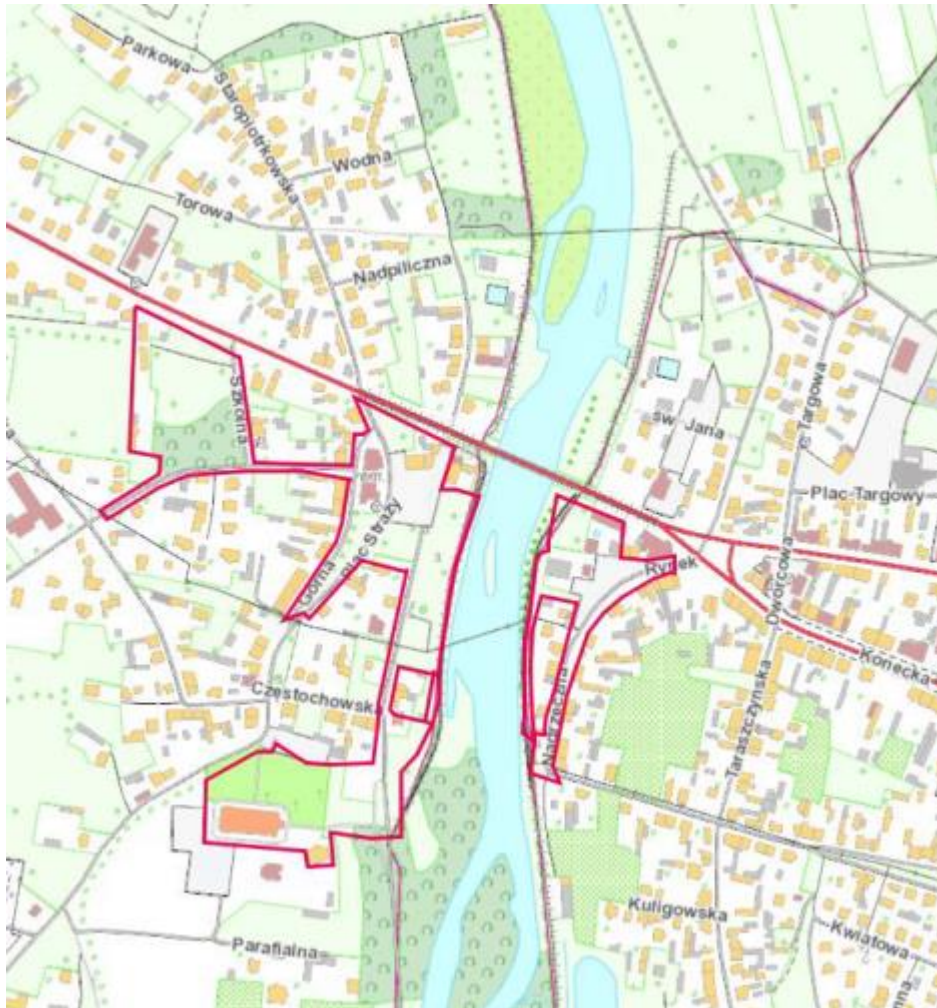 Parkowa
Staropiotrkowska
Wodna
Torowa
Nadpiliczna
Szkolna
św. Jana
Targowa
Plac Targowy
Plac Straży
Górna
Rynek
Dworcowa
Konecka
Częstochowska
Nadrzeczna
Taraszczyńska
Kuligowska
Kwiatowa
Parafialna